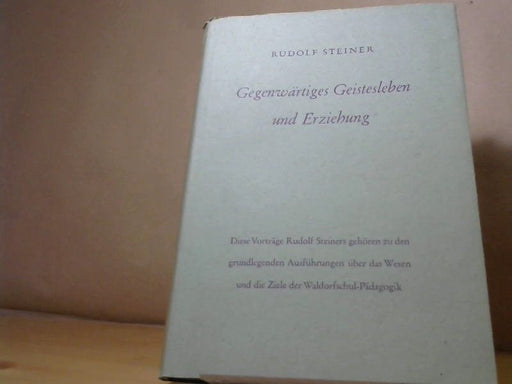 RUDOLF STEINER
Gegenwärtiges Geistesleben
und Erziehung
Diese Vorträge Rudolf Steiners gehören zu den
grundlegenden Ausführungen über das Wesen
und die Ziele der Waldorfschul-Pädagogik